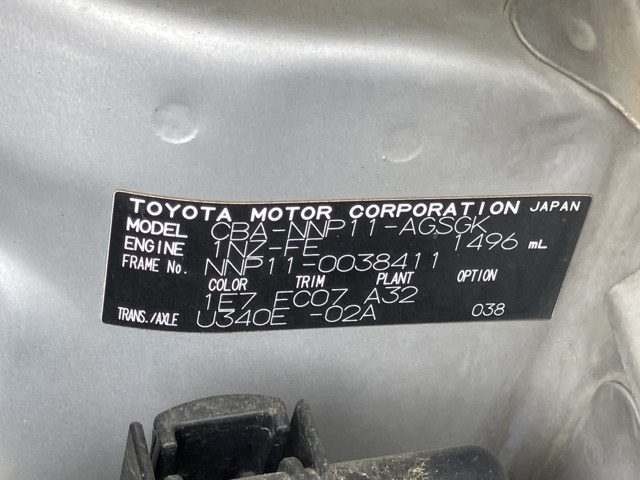 TOYOTA MOTOR CORPORATION JAPAN
MODEL CBA-NNP11-AGSGK
ENGINE 1NZ-FE 1496 mL
FRAME No. NNP11-0038411
COLOR TRIM PLANT OPTION
1E7 FC07 A32
TRANS./AXLE U340E -02A 038